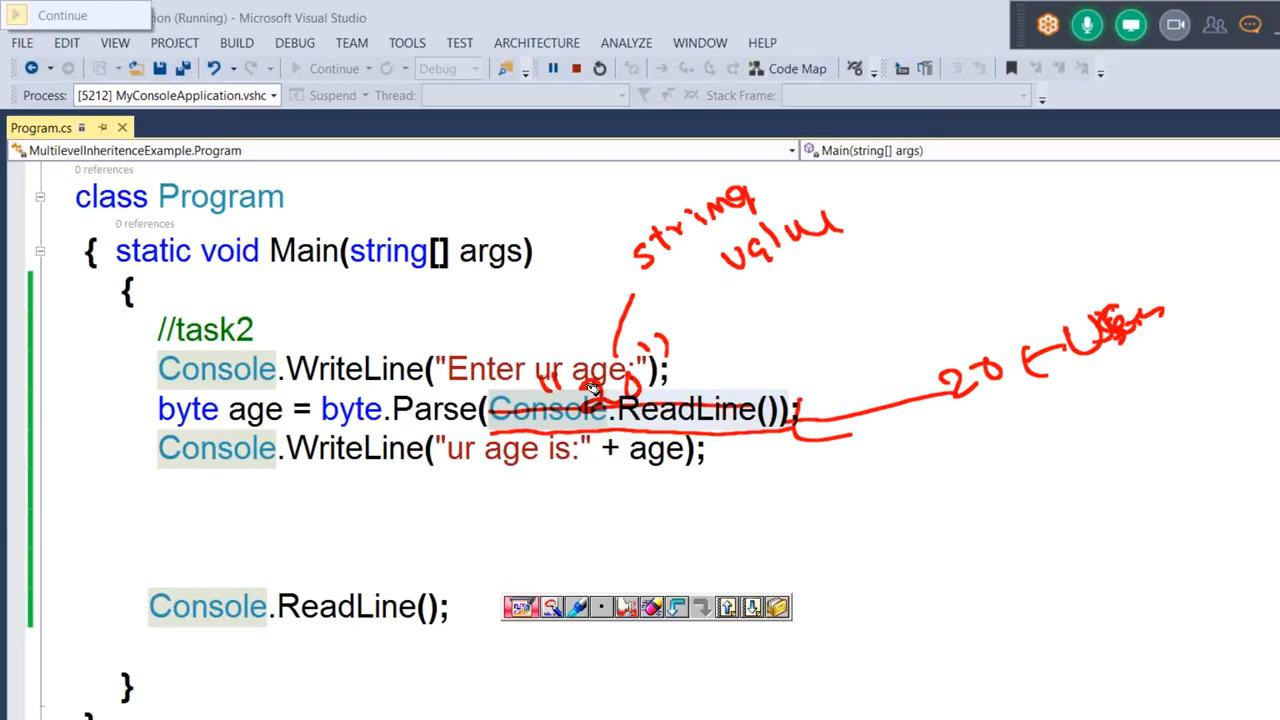 Continue
tion (Running) - Microsoft Visual Studio
FILE EDIT VIEW PROJECT BUILD DEBUG TEAM TOOLS TEST ARCHITECTURE ANALYZE WINDOW HELP
Continue Debug Code Map
Process: [5212] MyConsoleApplication.vshc Suspend Thread: Stack Frame:
Program.cs
MultilevelInheritenceExample.Program Main(string[] args)
0 references
class Program
0 references
{ static void Main(string[] args)
{
string
value
//task2
Console.WriteLine("Enter ur age:");
"20"
20
byte age = byte.Parse(Console.ReadLine());
Console.WriteLine("ur age is:" + age);
Console.ReadLine();
}
}